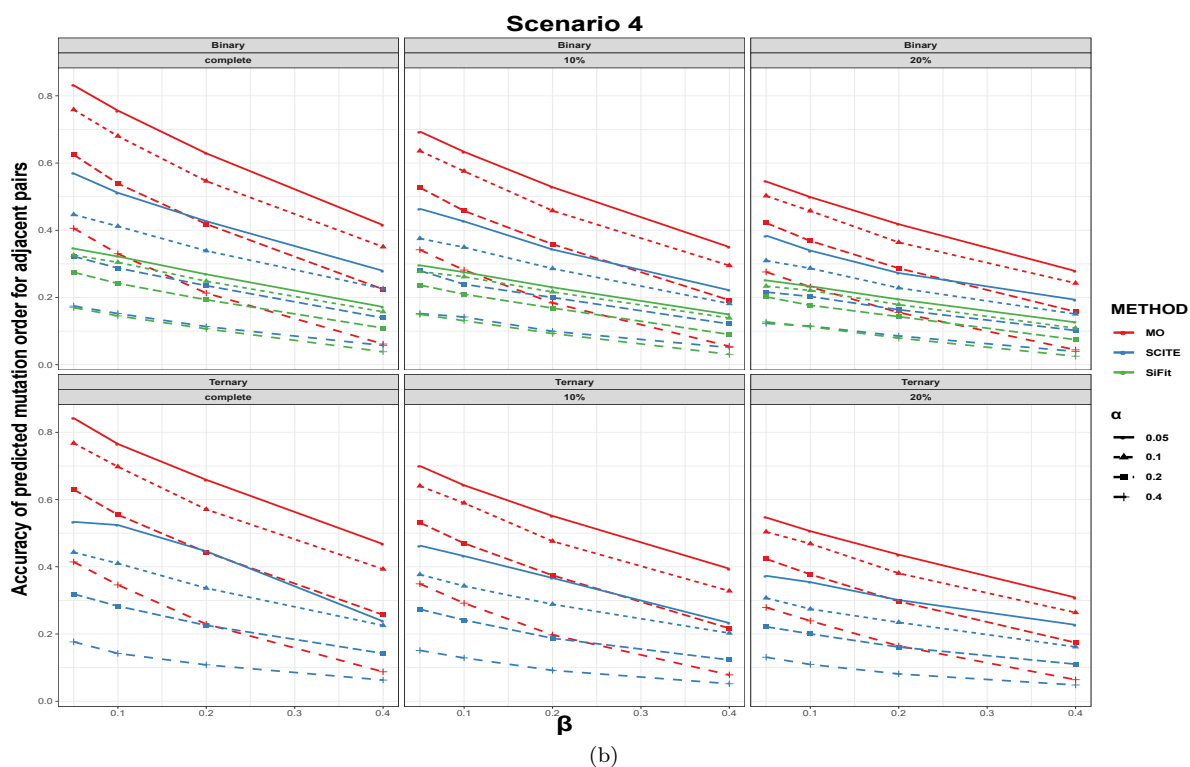 Scenario 4
Binary
Binary
Binary
complete
10%
20%
0.8
0.6
0.4
0.2
0.0
Ternary
Ternary
Ternary
complete
10%
20%
0.8
0.6
0.4
0.2
0.0
0.1 0.2 0.3 0.4
0.1 0.2 0.3 0.4
0.1 0.2 0.3 0.4
β
Accuracy of predicted mutation order for adjacent pairs
METHOD
MO
SCITE
SiFit
α
0.05
0.1
0.2
0.4
(b)